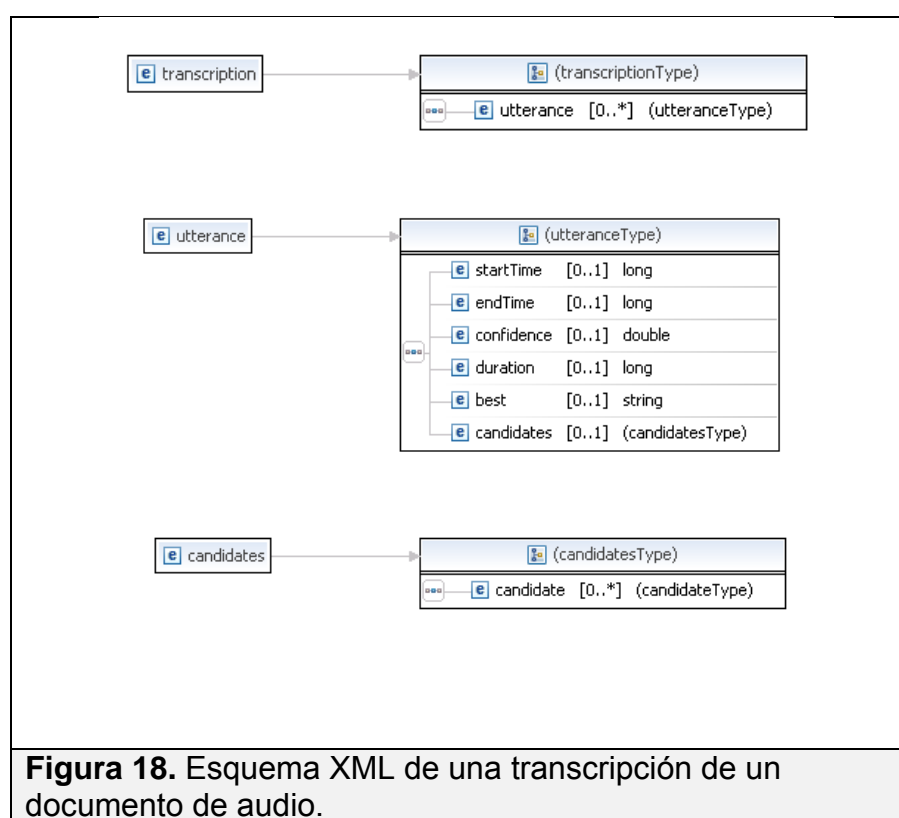 e transcription
(transcriptionType)
e utterance [0..*] (utteranceType)
e utterance
(utteranceType)
e startTime [0..1] long
e endTime [0..1] long
e confidence [0..1] double
e duration [0..1] long
e best [0..1] string
e candidates [0..1] (candidatesType)
e candidates
(candidatesType)
e candidate [0..*] (candidateType)
Figura 18. Esquema XML de una transcripción de un
documento de audio.